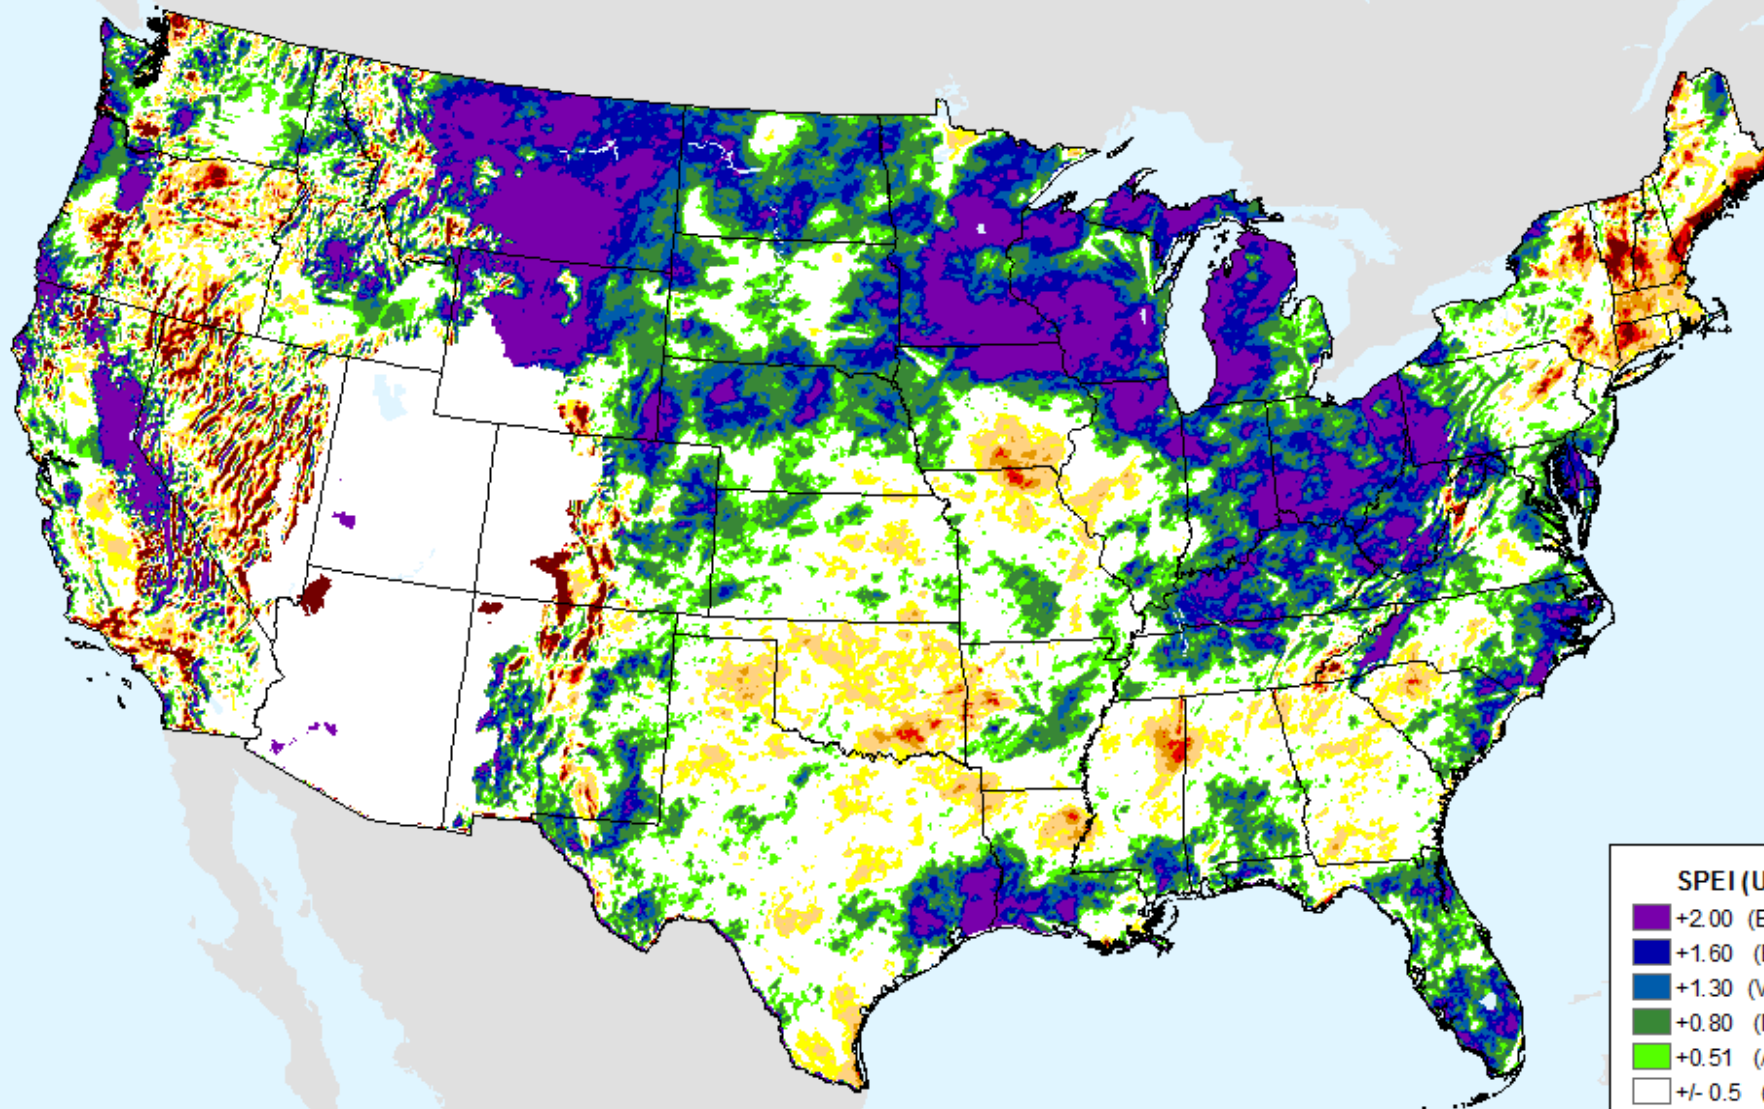 SPEI (U
+2.00 (E
+1.60 (
+1.30 (V
+0.80 (
+0.51 (A
+/- 0.5 (